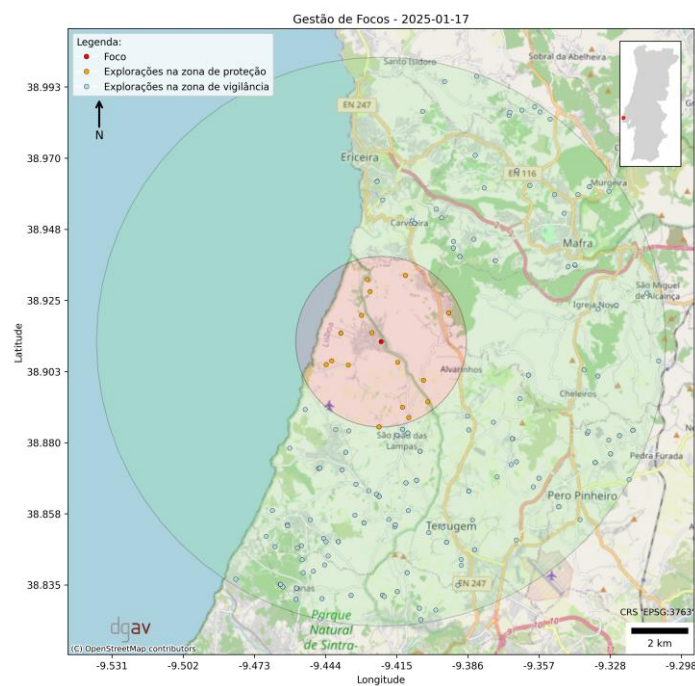 Gestão de Focos - 2025-01-17
Legenda:
Foco
Explorações na zona de proteção
Explorações na zona de vigilância
N
Santo Isidoro
Sobral da Abelheira
EN 247
Ericeira
EN 116
Murgeira
Carvoeira
Mafra
São Miguel
de Alcainça
Igreja Nova
Lisboa
Alvarinhos
Cheleiros
São João das
Lampas
Pedra Furada
Pero Pinheiro
Terrugem
EN 247
Parque
Natural
de Sintra-
dgav
(C) OpenStreetMap contributors
CRS 'EPSG:3763'
2 km
38.993
38.970
38.948
38.925
38.903
38.880
38.858
38.835
Latitude
-9.531
-9.502
-9.473
-9.444
-9.415
-9.386
-9.357
-9.328
-9.298
Longitude